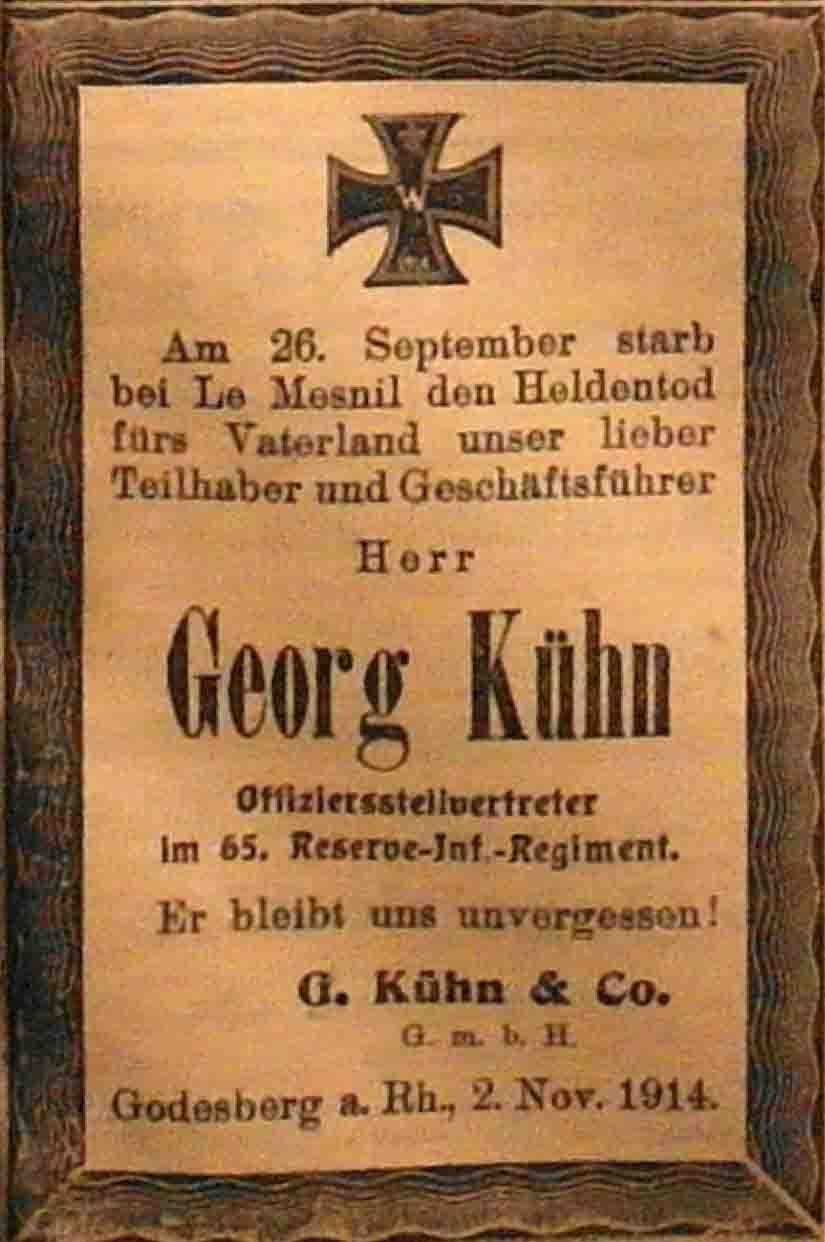 W
Am 26. September starb
bei Le Mesnil den Heldentod
fürs Vaterland unser lieber
Teilhaber und Geschäftsführer
Herr
Georg Kühn
Offiziersstellvertreter
im 65. Reserve-Inf.-Regiment.
Er bleibt uns unvergessen!
G. Kühn & Co.
G. m. b. H.
Godesberg a. Rh., 2. Nov. 1914.